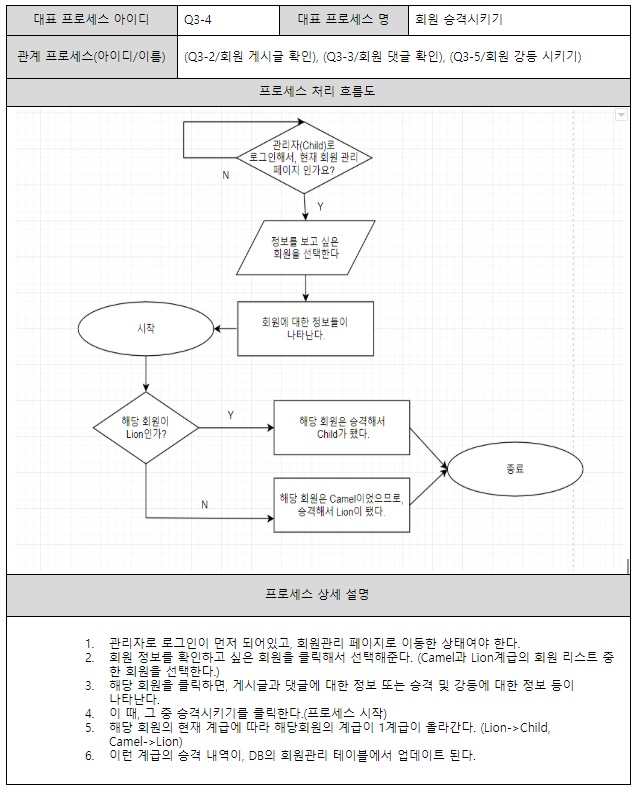 대표 프로세스 아이디 Q3-4 대표 프로세스 명 회원 승격시키기
관계 프로세스(아이디/이름) (Q3-2/회원 게시글 확인), (Q3-3/회원 댓글 확인), (Q3-5/회원 강등 시키기)
프로세스 처리 흐름도
관리자(Child)로
로그인해서, 현재 회원 관리
페이지 인가요?
N
Y
정보를 보고 싶은
회원을 선택한다
시작
회원에 대한 정보들이
나타난다.
해당 회원이
Lion인가?
Y
해당 회원은 승격해서
Child가 됐다.
종료
N
해당 회원은 Camel이었으므로,
승격해서 Lion이 됐다.
프로세스 상세 설명
1. 관리자로 로그인이 먼저 되어있고, 회원관리 페이지로 이동한 상태여야 한다.
2. 회원 정보를 확인하고 싶은 회원을 클릭해서 선택해준다. (Camel과 Lion계급의 회원 리스트 중
한 회원을 선택한다.)
3. 해당 회원을 클릭하면, 게시글과 댓글에 대한 정보 또는 승격 및 강등에 대한 정보 등이
나타난다.
4. 이 때, 그 중 승격시키기를 클릭한다.(프로세스 시작)
5. 해당 회원의 현재 계급에 따라 해당회원의 계급이 1계급이 올라간다. (Lion->Child,
Camel->Lion)
6. 이런 계급의 승격 내역이, DB의 회원관리 테이블에서 업데이트 된다.